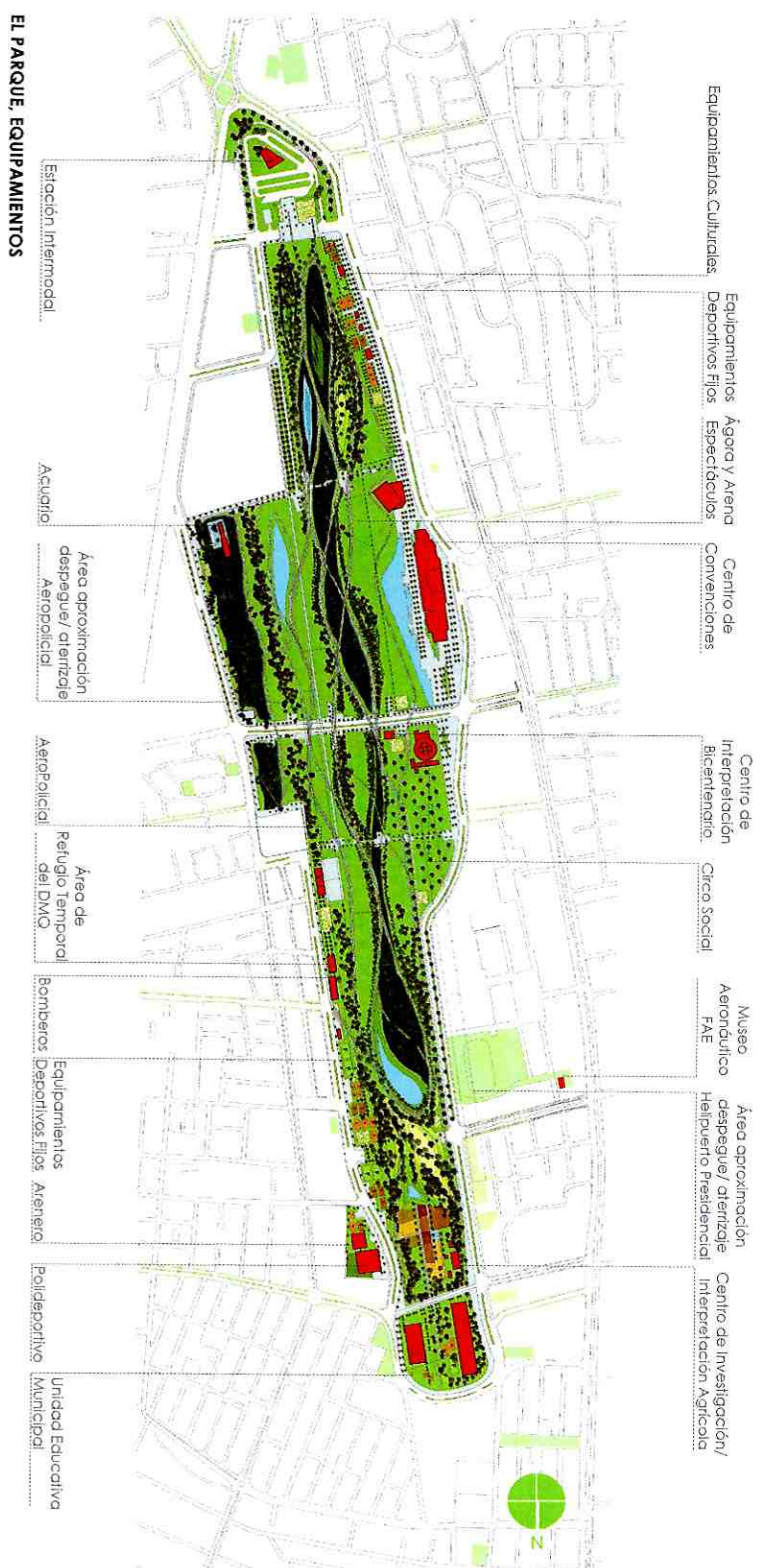 EL PARQUE, EQUIPAMIENTOS
Equipamientos Culturales
Equipamientos
Deportivos Fijos
Ágora y Arena
Espectáculos
Centro de
Convenciones
Centro de
Interpretación
Bicentenario
Circo Social
Museo
Aeronáutico
FAE
Área aproximación
despegue/ aterrizaje
Helipuerto Presidencial
Centro de Investigación/
Interpretación Agrícola
Estación Intermodal
Acuario
Área aproximación
despegue/ aterrizaje
Aeropolicial
AeroPolicial
Área de
Refugio Temporal
del DMQ
Bomberos
Equipamientos
Deportivos Fijos
Arenero
Polideportivo
Unidad Educativa
Municipal
N